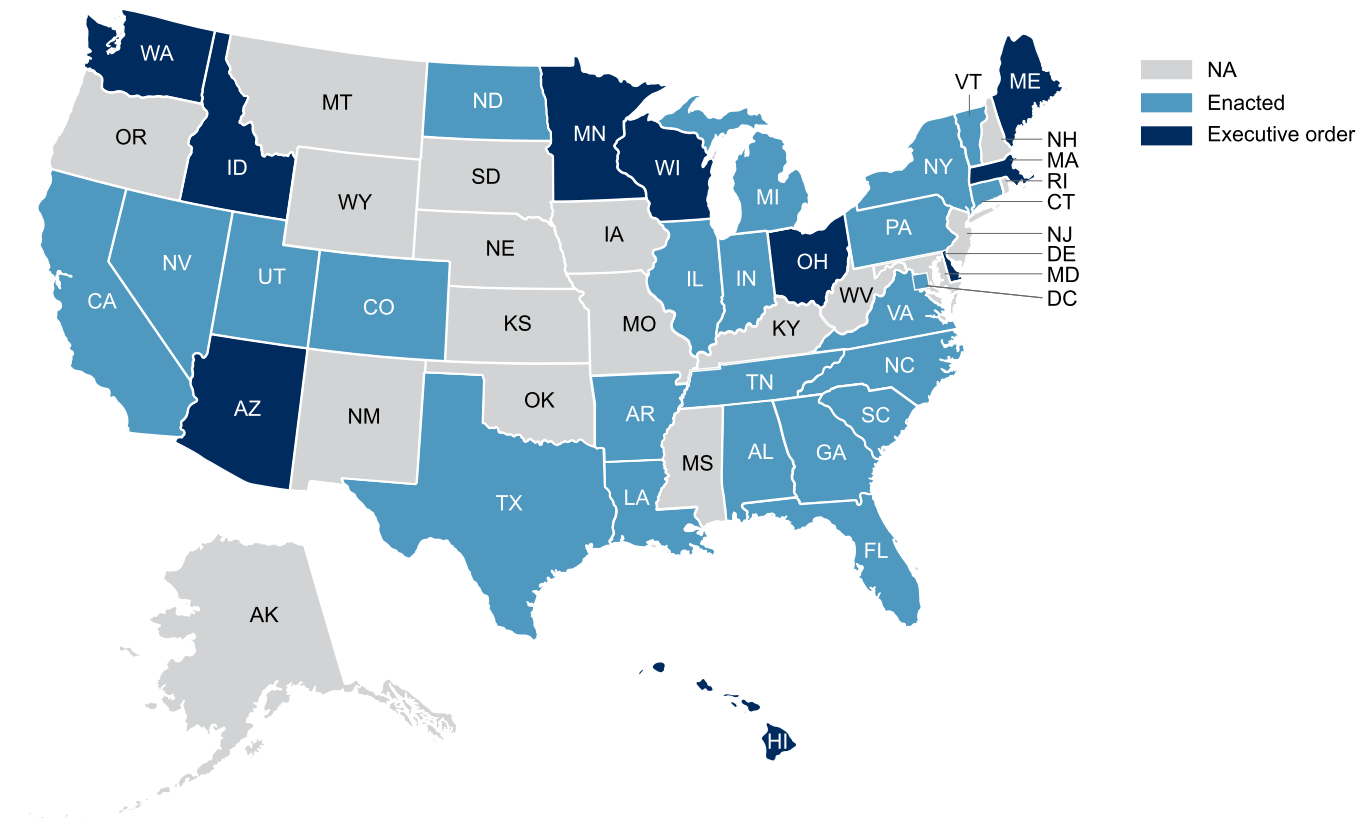 WA
MT
ND
MN
VT
ME
NA
Enacted
Executive order
OR
ID
SD
WI
NY
NH
MA
RI
CT
WY
MI
NE
IA
PA
NJ
DE
MD
DC
NV
UT
CO
IL
IN
OH
WV
VA
CA
KS
MO
KY
AZ
NM
OK
AR
TN
NC
SC
MS
AL
GA
TX
LA
FL
AK
HI